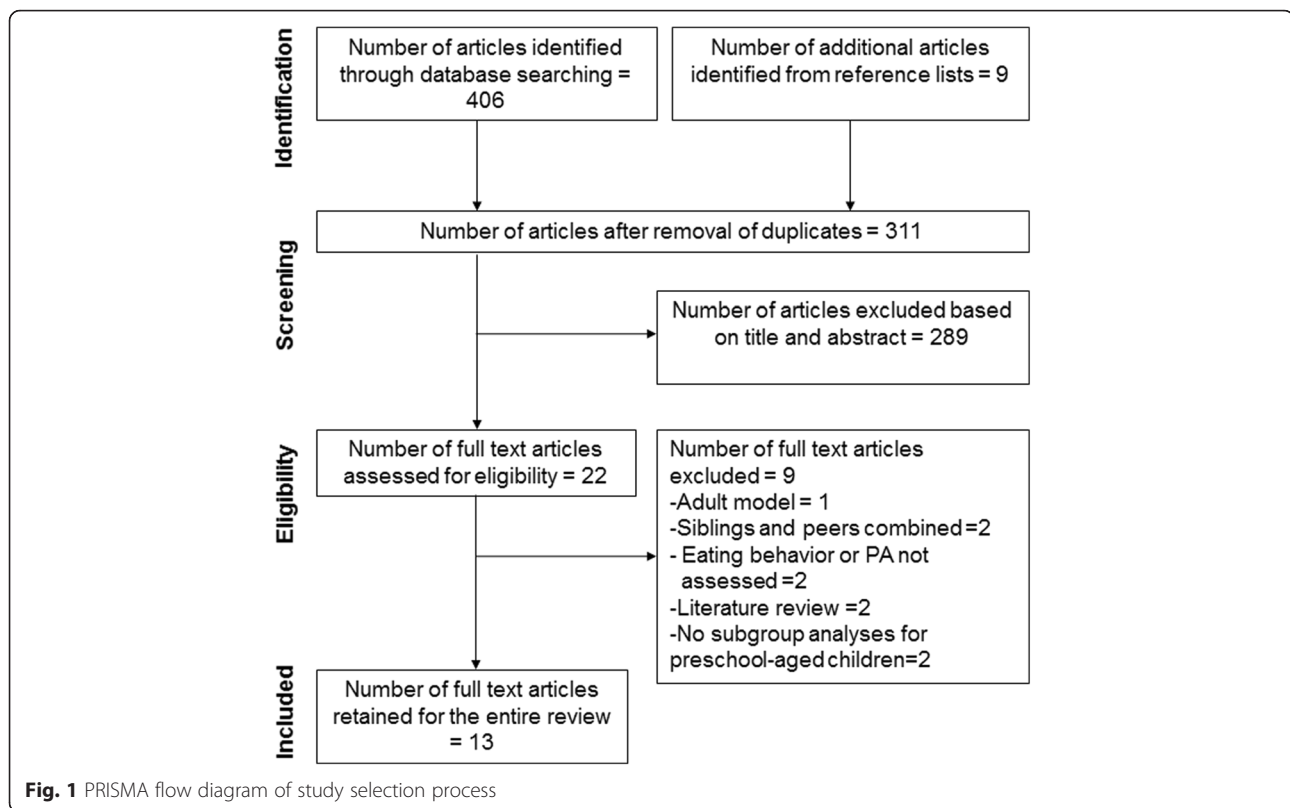 Identification
Number of articles identified
through database searching =
406
Number of additional articles
identified from reference lists = 9
Screening
Number of articles after removal of duplicates = 311
Number of articles excluded based
on title and abstract = 289
Eligibility
Number of full text articles
assessed for eligibility = 22
Number of full text articles
excluded = 9
-Adult model = 1
-Siblings and peers combined =2
- Eating behavior or PA not
assessed =2
-Literature review =2
-No subgroup analyses for
preschool-aged children=2
Included
Number of full text articles
retained for the entire review
= 13
Fig. 1 PRISMA flow diagram of study selection process